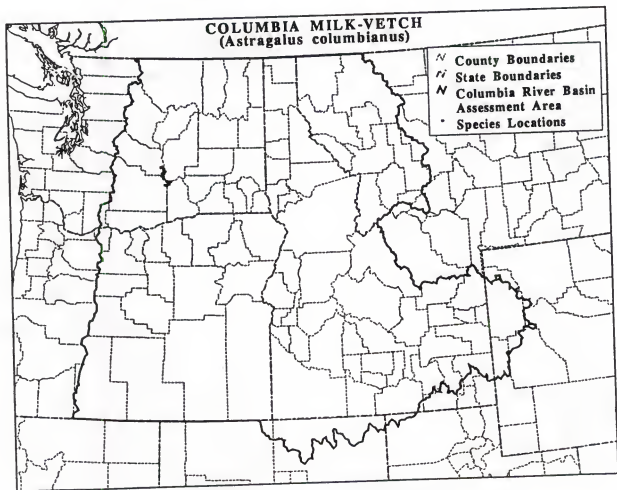 COLUMBIA MILK-VETCH
(Astragalus columbianus)
County Boundaries
State Boundaries
Columbia River Basin
Assessment Area
Species Locations